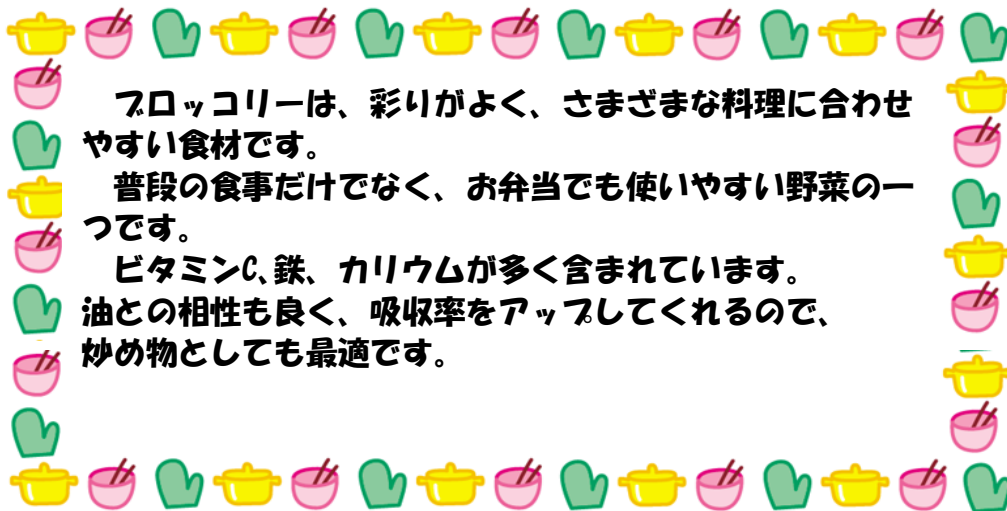 ブロッコリーは、彩りがよく、さまざまな料理に合わせ
やすい食材です。
　普段の食事だけでなく、お弁当でも使いやすい野菜の一
つです。
　ビタミンC、鉄、カリウムが多く含まれています。
油との相性も良く、吸収率をアップしてくれるので、
炒め物としても最適です。